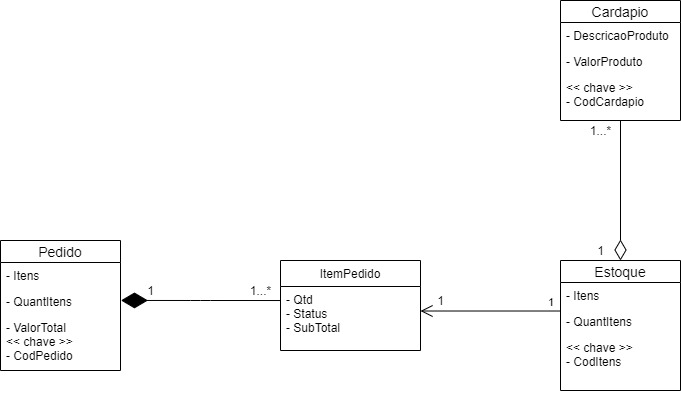 Cardapio
- DescricaoProduto
- ValorProduto
<< chave >>
- CodCardapio
1...*
1
Pedido
- Itens
- QuantItens
- ValorTotal
<< chave >>
- CodPedido
1
1...*
ItemPedido
- Qtd
- Status
- SubTotal
1
1
Estoque
- Itens
- QuantItens
<< chave >>
- CodItens